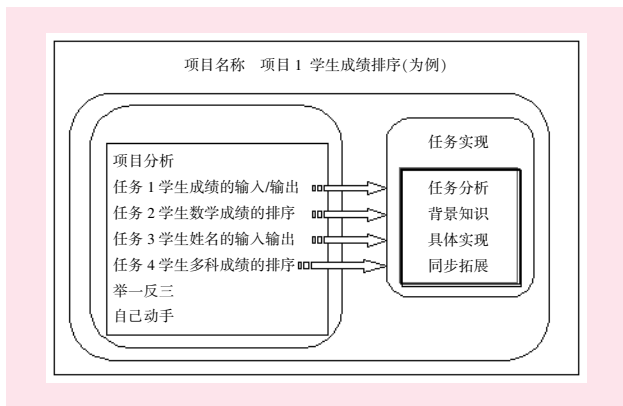 项目名称 项目1 学生成绩排序(为例)
项目分析
任务1学生成绩的输入/输出
任务2学生数学成绩的排序
任务3学生姓名的输入输出
任务4学生多科成绩的排序
举一反三
自己动手
任务实现
任务分析
背景知识
具体实现
同步拓展